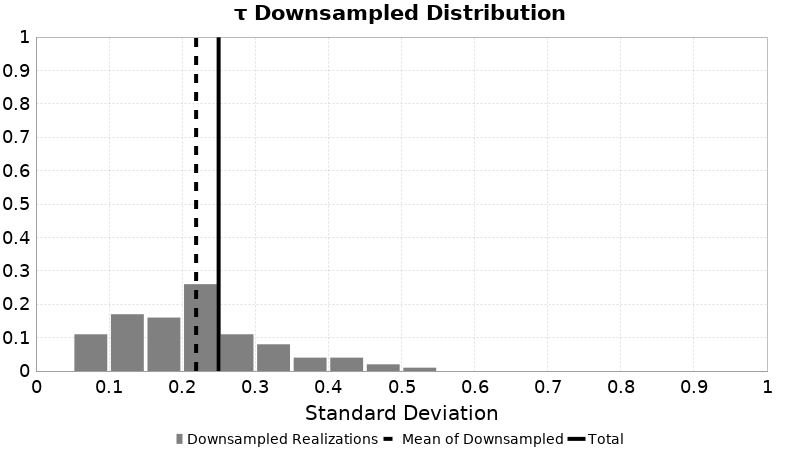 τ Downsampled Distribution
1
0.9
0.8
0.7
0.6
0.5
0.4
0.3
0.2
0.1
0
0 0.1 0.2 0.3 0.4 0.5 0.6 0.7 0.8 0.9 1
Standard Deviation
Downsampled Realizations Mean of Downsampled Total